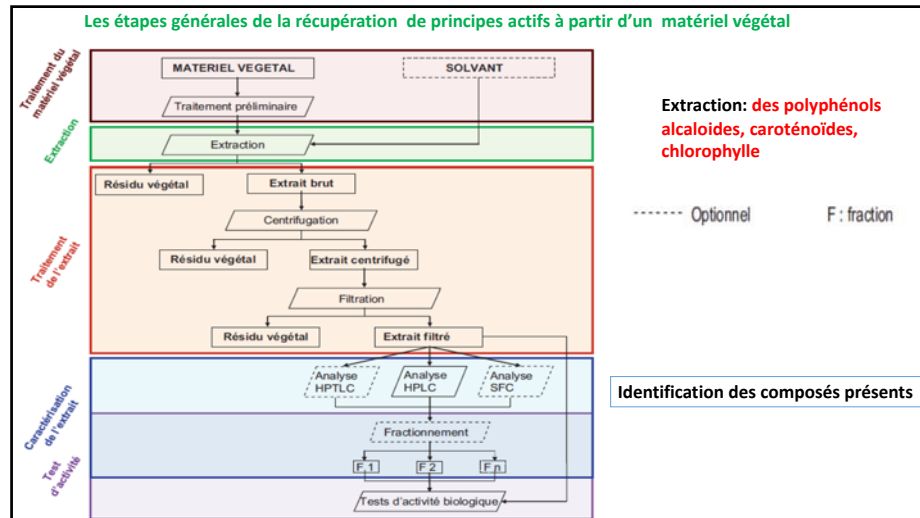 Les étapes générales de la récupération de principes actifs à partir d'un matériel végétal
Traitement du
matériel végétal
MATERIEL VEGETAL
SOLVANT
Traitement préliminaire
Extraction: des polyphénols
alcaloides, caroténoïdes,
chlorophylle
Extraction
Extraction
Résidu végétal
Extrait brut
Optionnel
F : fraction
Traitement
de l'extrait
Centrifugation
Résidu végétal
Extrait centrifugé
Filtration
Résidu végétal
Extrait filtré
Caractérisation
de l'extrait
Analyse
HPTLC
Analyse
HPLC
Analyse
SFC
Identification des composés présents
Fractionnement
Test
d'activité
F 1
F 2
F n
Tests d'activité biologique